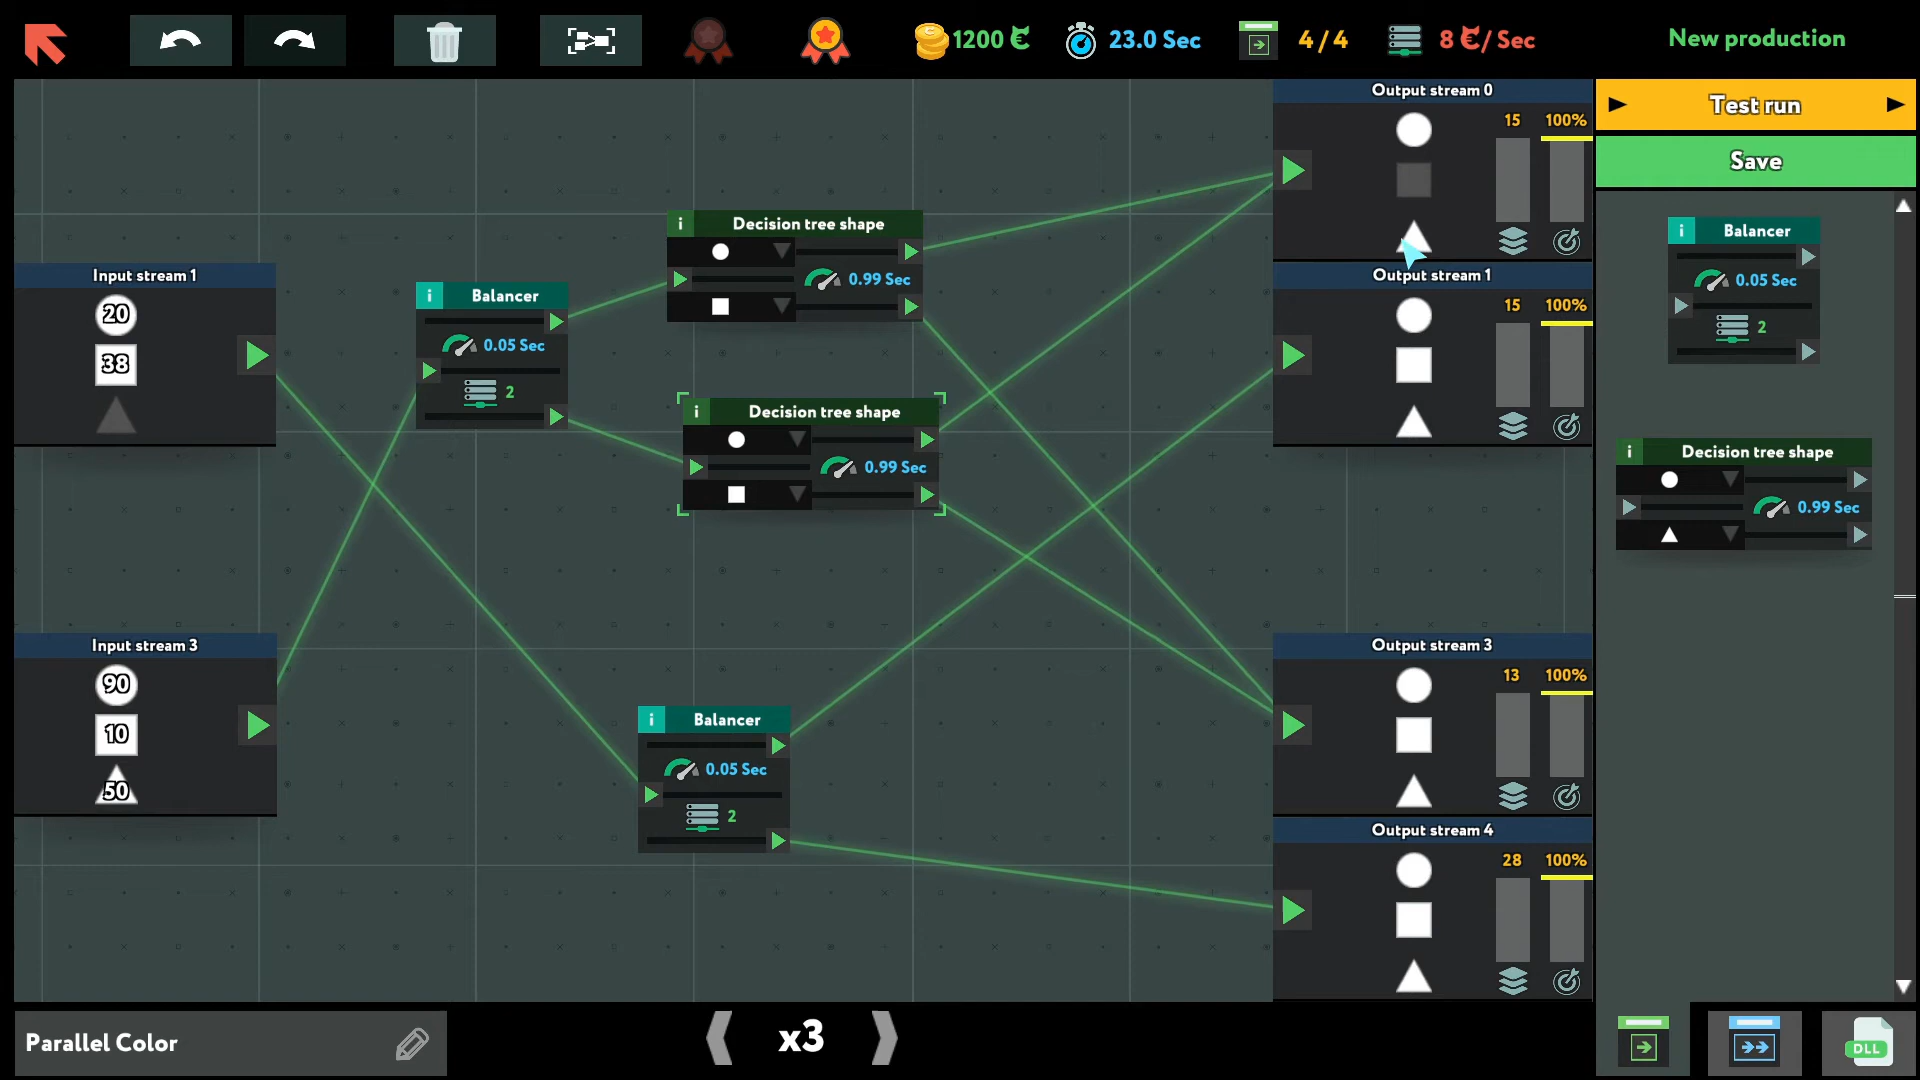 1200
23.0 Sec
4/4
8 €/ Sec
New production
Test run
Save
Input stream 1
20
38
Input stream 3
90
10
50
i Balancer
0.05 Sec
2
i Decision tree shape
0.99 Sec
i Decision tree shape
0.99 Sec
i Balancer
0.05 Sec
2
Output stream 0
15 100%
Output stream 1
15 100%
Output stream 3
13 100%
Output stream 4
28 100%
i Balancer
0.05 Sec
2
i Decision tree shape
0.99 Sec
Parallel Color
x3
DLL